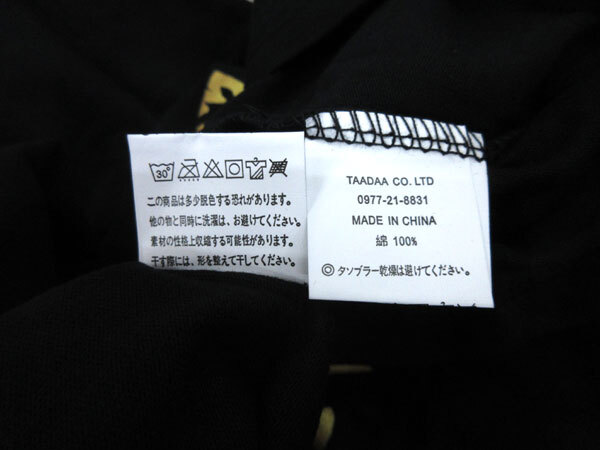 30°
この商品は多少脱色する恐れがあります。
他の物と同時に洗濯は、お避けてください。
素材の性格上収縮する可能性があります。
干す際には、形を整えて干してください。
TAADAA CO. LTD
0977-21-8831
MADE IN CHINA
綿 100%
◎タンブラー乾燥は避けてください。